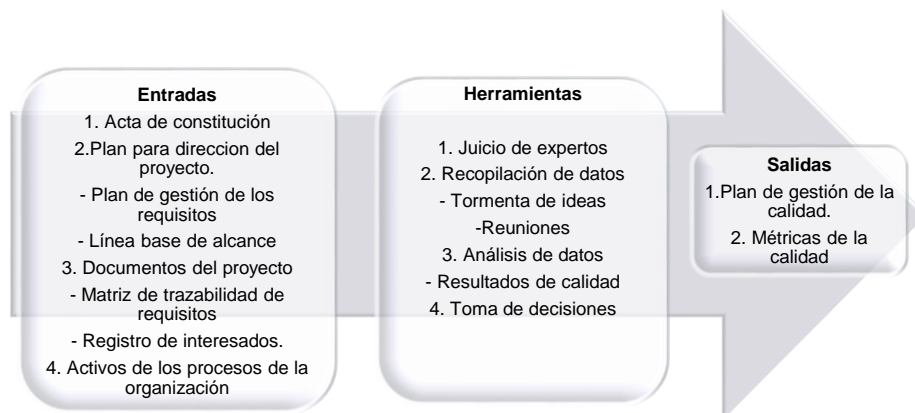 Entradas
1. Acta de constitución
2.Plan para direccion del
proyecto.
- Plan de gestión de los
requisitos
- Línea base de alcance
3. Documentos del proyecto
- Matriz de trazabilidad de
requisitos
- Registro de interesados.
4. Activos de los procesos de la
organización
Herramientas
1. Juicio de expertos
2. Recopilación de datos
- Tormenta de ideas
-Reuniones
3. Análisis de datos
- Resultados de calidad
4. Toma de decisiones
Salidas
1.Plan de gestión de la
calidad.
2. Métricas de la
calidad